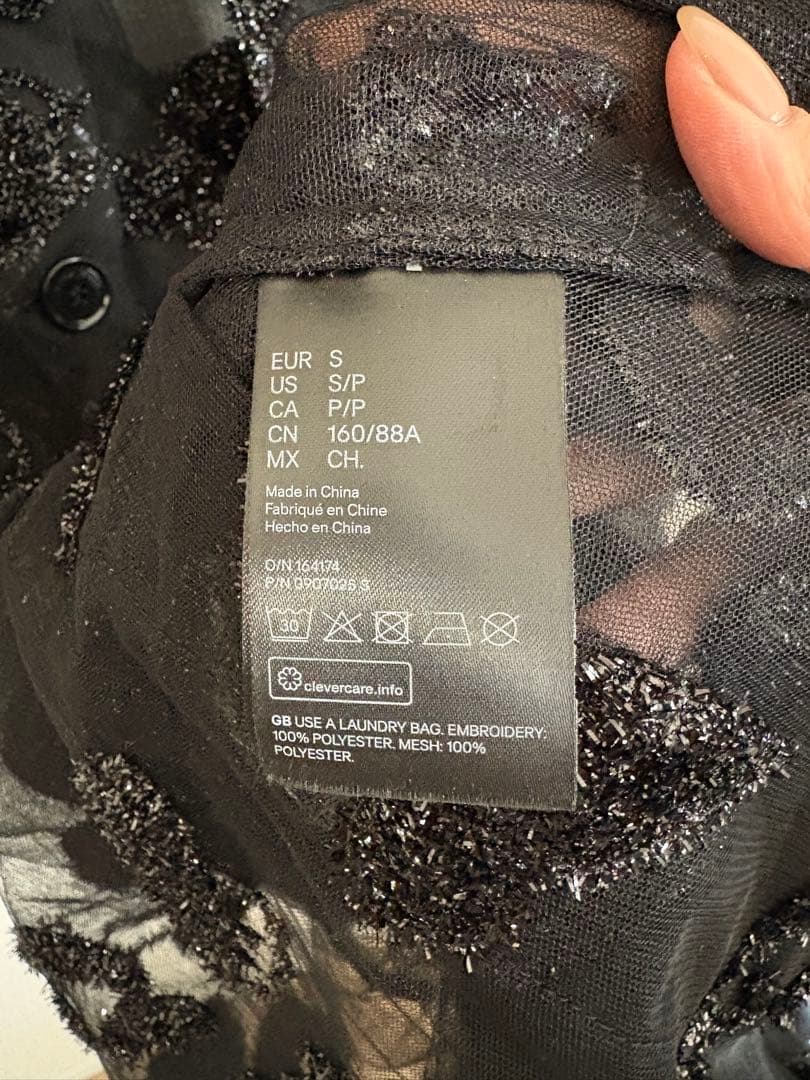 EUR S
US S/P
CA P/P
CN 160/88A
MX CH.
Made in China
Fabriqué en Chine
Hecho en China
O/N 164174
P/N 0907025 S
30
clevercare.info
GB USE A LAUNDRY BAG. EMBROIDERY:
100% POLYESTER. MESH: 100%
POLYESTER.